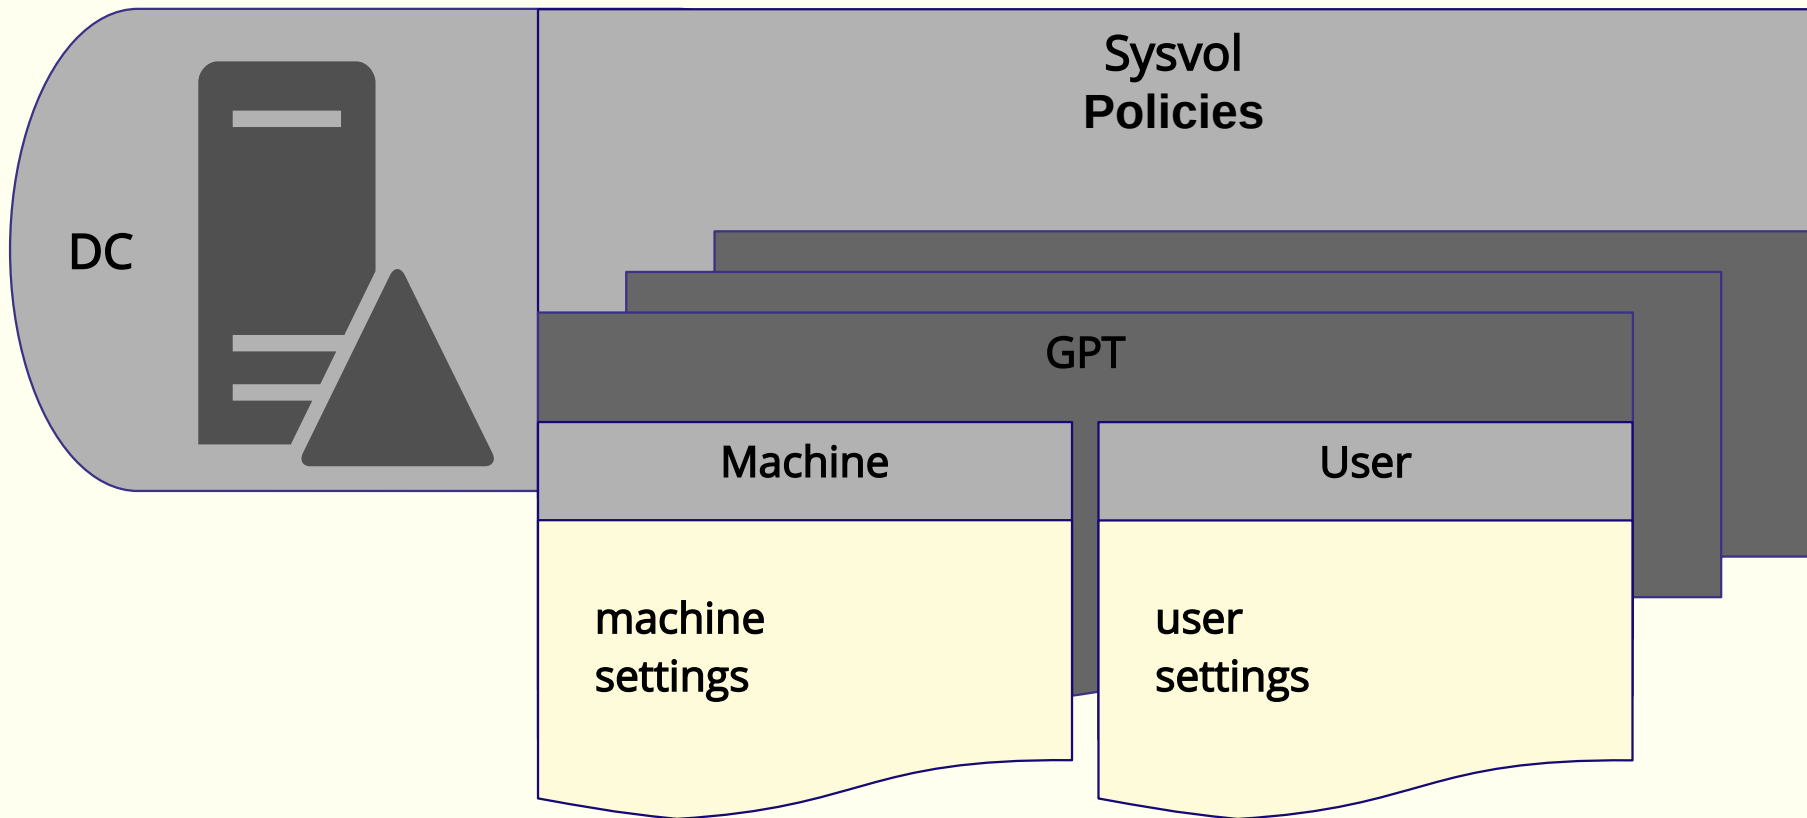 DC
Sysvol
Policies
GPT
Machine
machine
settings
User
user
settings